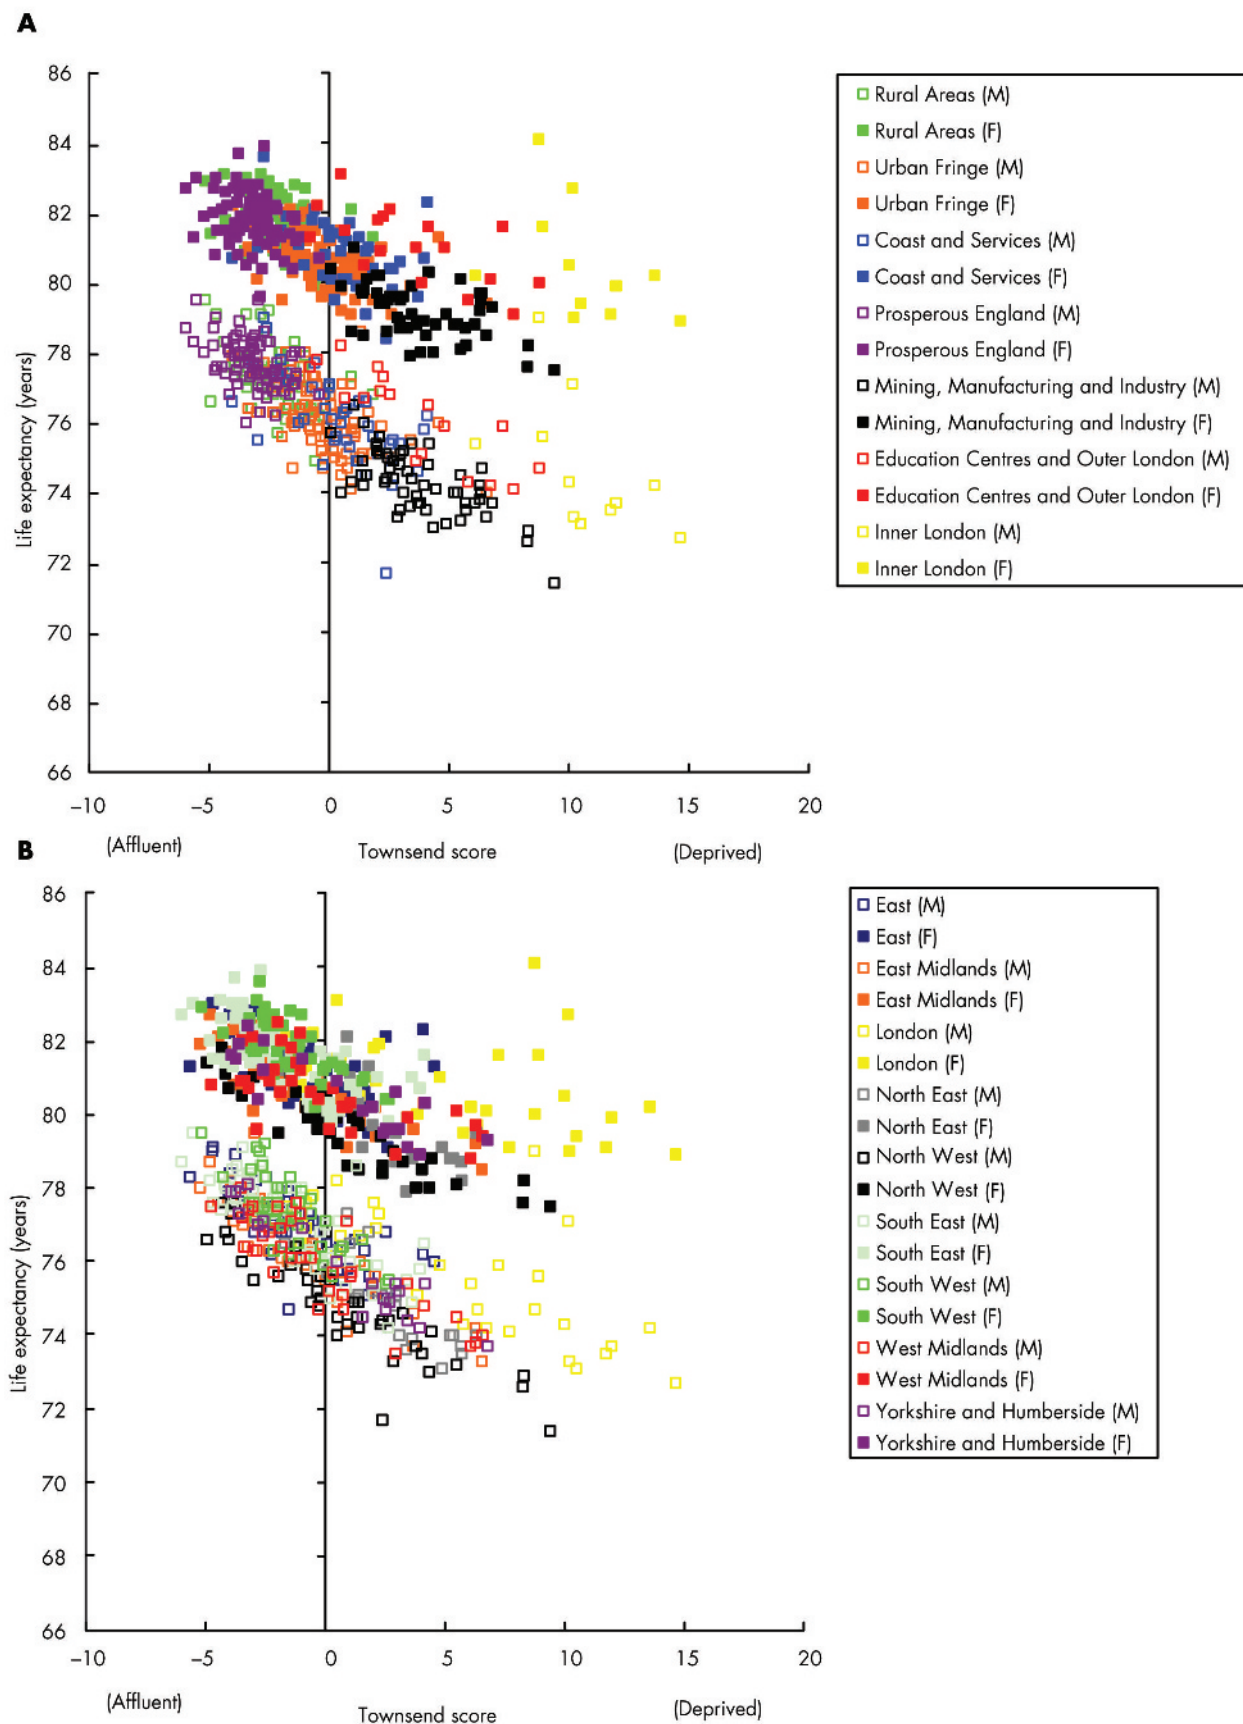 A
86
84
82
80
78
76
74
72
70
68
66
Life expectancy (years)
–10
–5
0
5
10
15
20
(Affluent)
Townsend score
(Deprived)
Rural Areas (M)
Rural Areas (F)
Urban Fringe (M)
Urban Fringe (F)
Coast and Services (M)
Coast and Services (F)
Prosperous England (M)
Prosperous England (F)
Mining, Manufacturing and Industry (M)
Mining, Manufacturing and Industry (F)
Education Centres and Outer London (M)
Education Centres and Outer London (F)
Inner London (M)
Inner London (F)
B
86
84
82
80
78
76
74
72
70
68
66
Life expectancy (years)
–10
–5
0
5
10
15
20
(Affluent)
Townsend score
(Deprived)
East (M)
East (F)
East Midlands (M)
East Midlands (F)
London (M)
London (F)
North East (M)
North East (F)
North West (M)
North West (F)
South East (M)
South East (F)
South West (M)
South West (F)
West Midlands (M)
West Midlands (F)
Yorkshire and Humberside (M)
Yorkshire and Humberside (F)